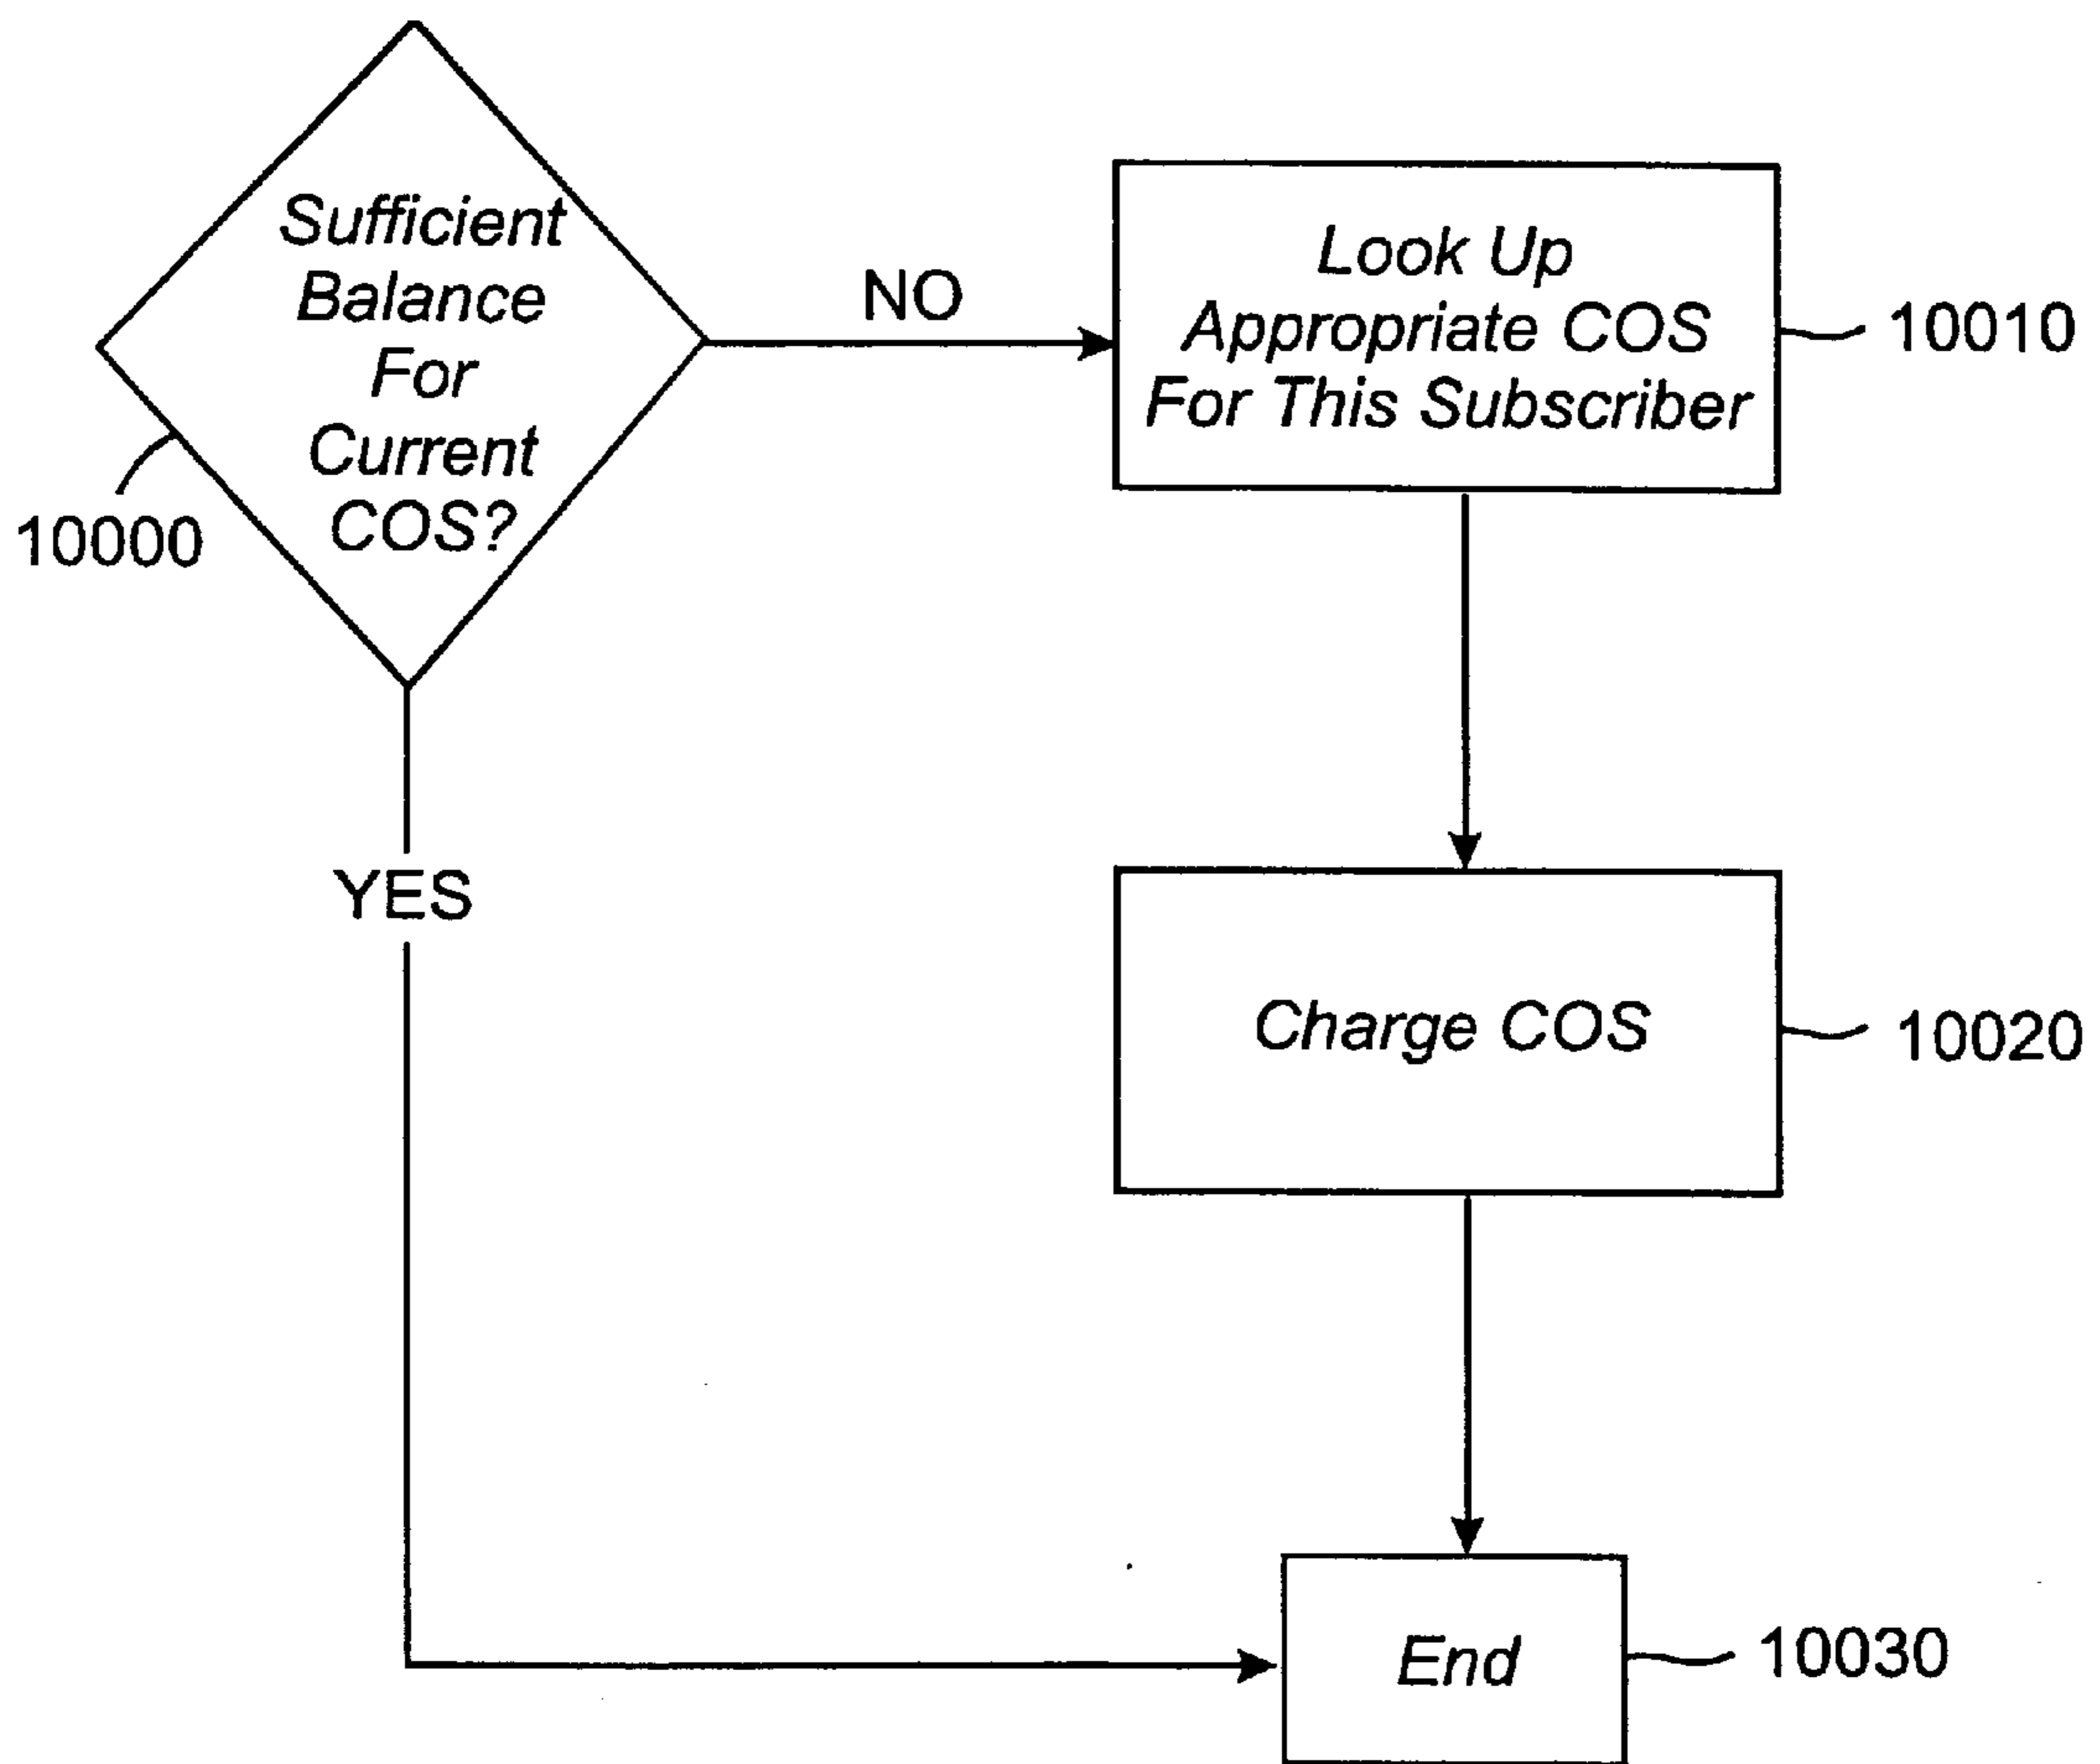 Sufficient
Balance
For
Current
COS?
10000
NO
Look Up
Appropriate COS
For This Subscriber
10010
YES
Charge COS
10020
End
10030